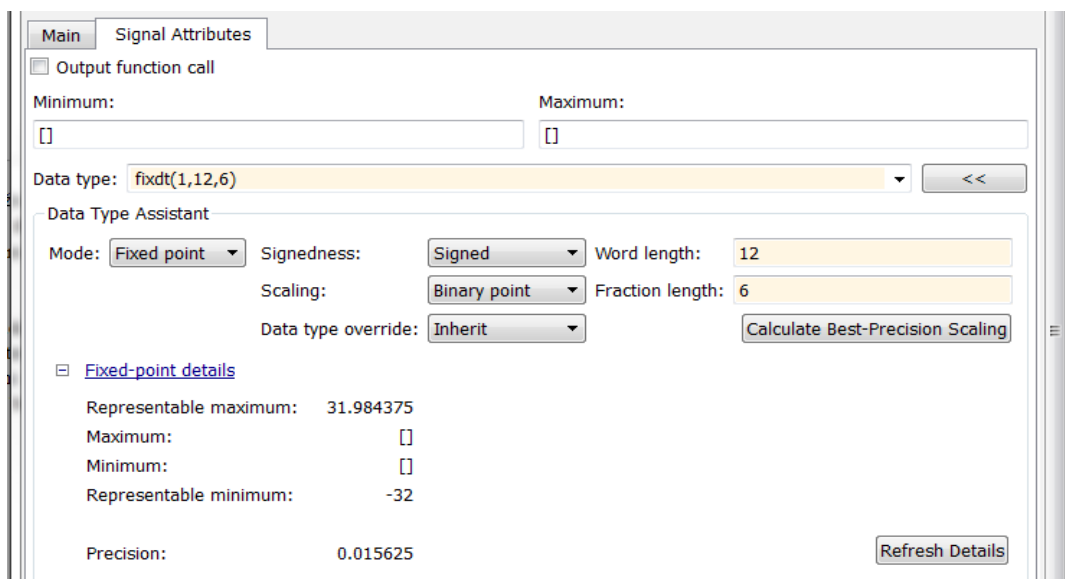 Main Signal Attributes
Output function call
Minimum: Maximum:
[] []
Data type: fixdt(1,12,6) <<
Data Type Assistant
Mode: Fixed point Signedness: Signed Word length: 12
Scaling: Binary point Fraction length: 6
Data type override: Inherit Calculate Best-Precision Scaling
Fixed-point details
Representable maximum: 31.984375
Maximum: []
Minimum: []
Representable minimum: -32
Precision: 0.015625 Refresh Details